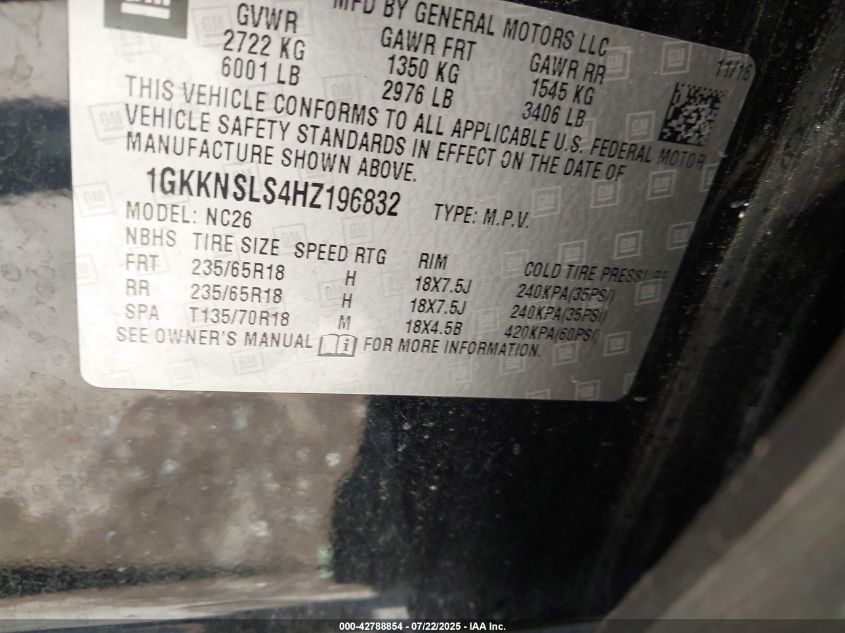 GM
MFD BY GENERAL MOTORS LLC
GVWR GAWR FRT GAWR RR 11/16
2722 KG 1350 KG 1545 KG
6001 LB 2976 LB 3406 LB
THIS VEHICLE CONFORMS TO ALL APPLICABLE U.S. FEDERAL MOTOR
VEHICLE SAFETY STANDARDS IN EFFECT ON THE DATE OF
MANUFACTURE SHOWN ABOVE.
1GKKNSLS4HZ196832 TYPE: M.P.V.
MODEL: NC26
NBHS TIRE SIZE SPEED RTG RIM COLD TIRE PRESSURE
FRT 235/65R18 H 18X7.5J 240KPA(35PSI)
RR 235/65R18 H 18X7.5J 240KPA(35PSI)
SPA T135/70R18 M 18X4.5B 420KPA(60PSI)
SEE OWNER'S MANUAL FOR MORE INFORMATION.
000-42788854 - 07/22/2025 - IAA Inc.